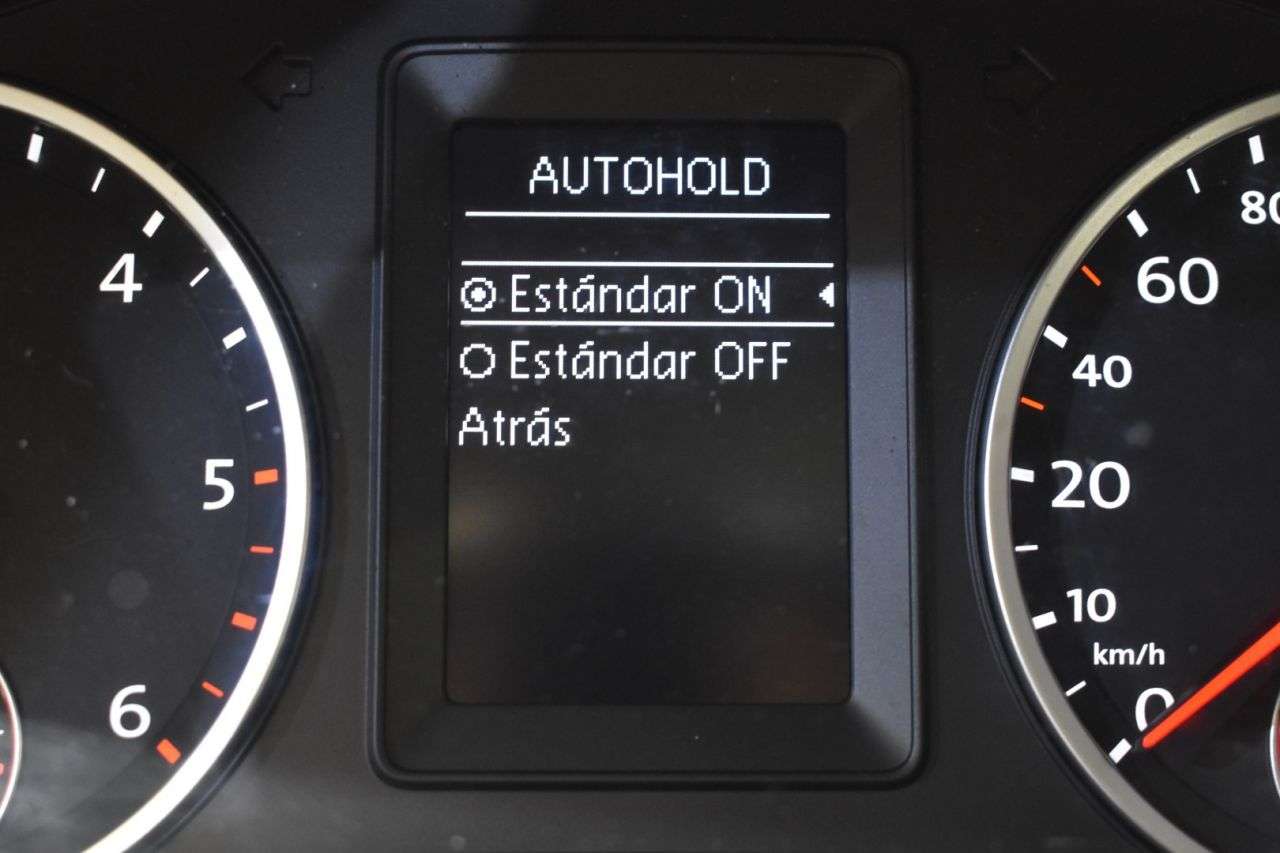 AUTOHOLD
Estándar ON
Estándar OFF
Atrás
4
5
6
80
60
40
20
10
km/h
0